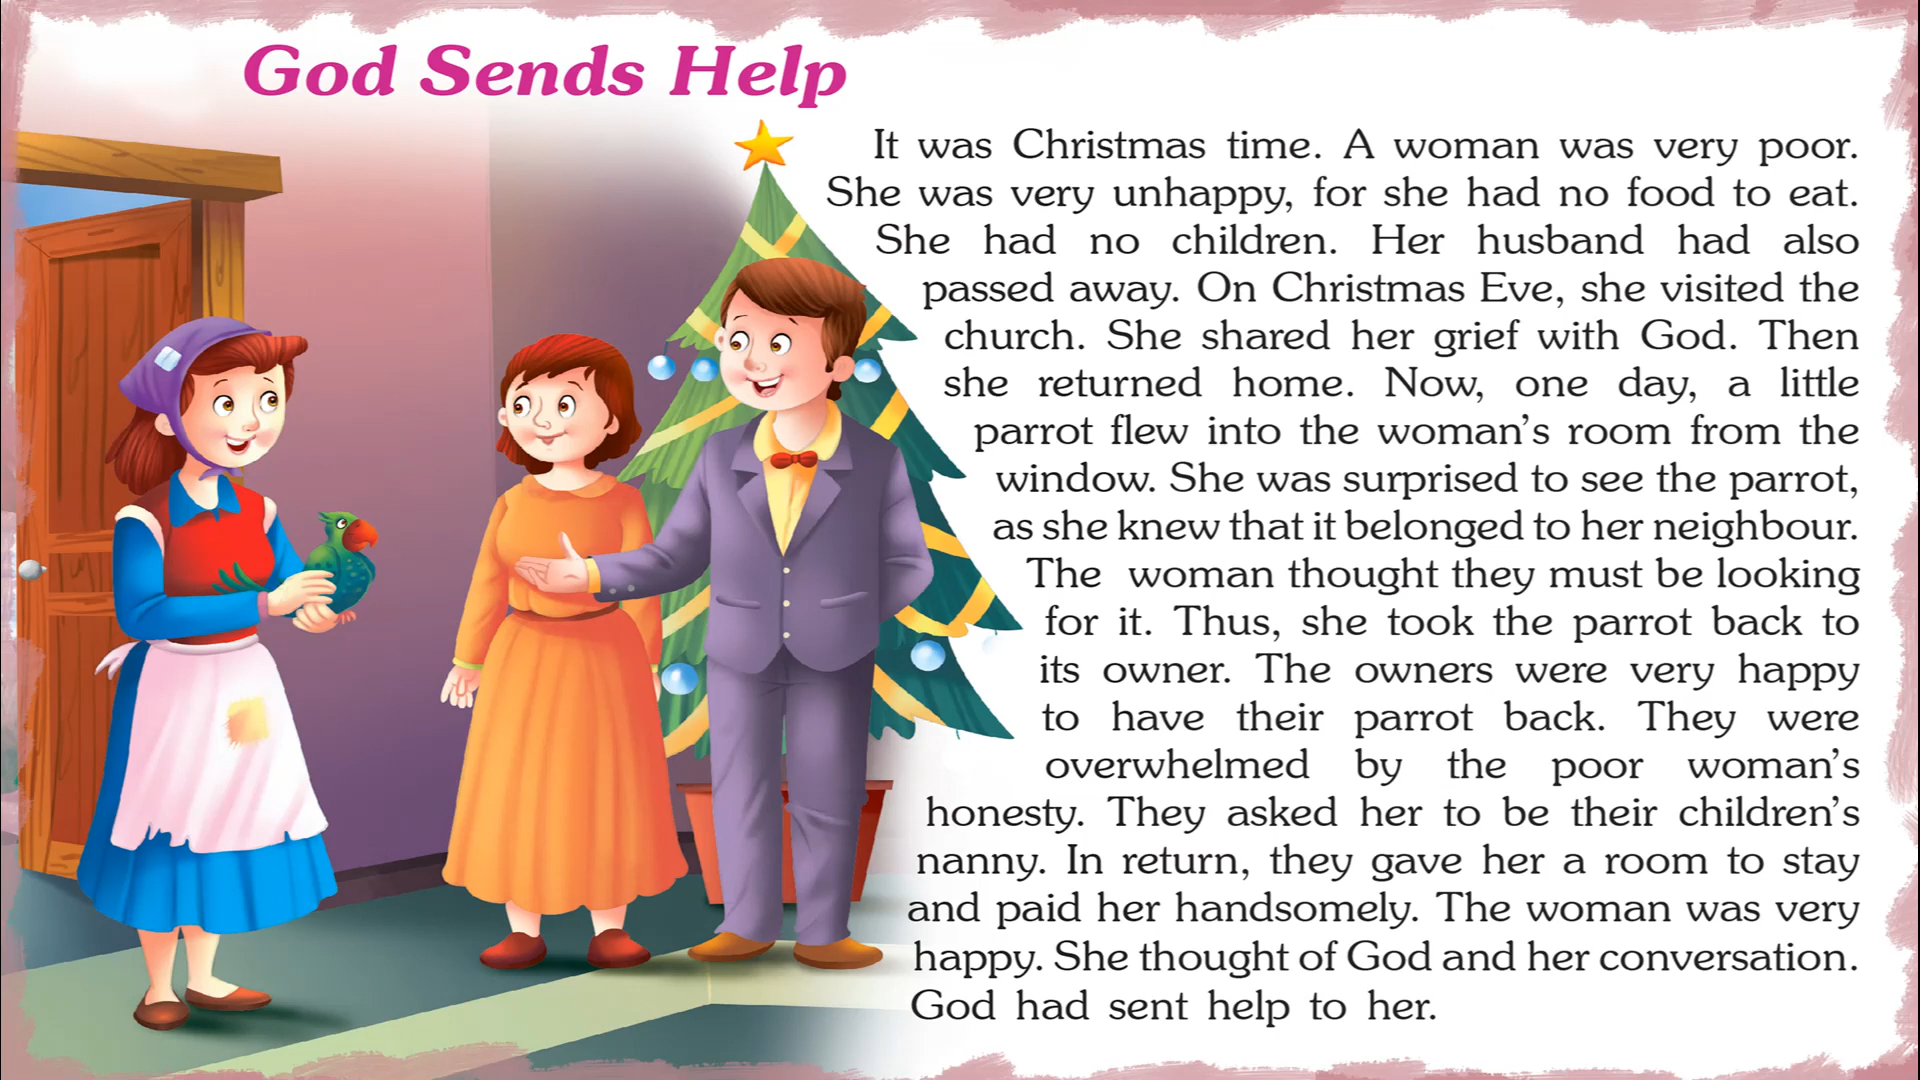 God Sends Help
It was Christmas time. A woman was very poor.
She was very unhappy, for she had no food to eat.
She had no children. Her husband had also
passed away. On Christmas Eve, she visited the
church. She shared her grief with God. Then
she returned home. Now, one day, a little
parrot flew into the woman’s room from the
window. She was surprised to see the parrot,
as she knew that it belonged to her neighbour.
The woman thought they must be looking
for it. Thus, she took the parrot back to
its owner. The owners were very happy
to have their parrot back. They were
overwhelmed by the poor woman’s
honesty. They asked her to be their children’s
nanny. In return, they gave her a room to stay
and paid her handsomely. The woman was very
happy. She thought of God and her conversation.
God had sent help to her.